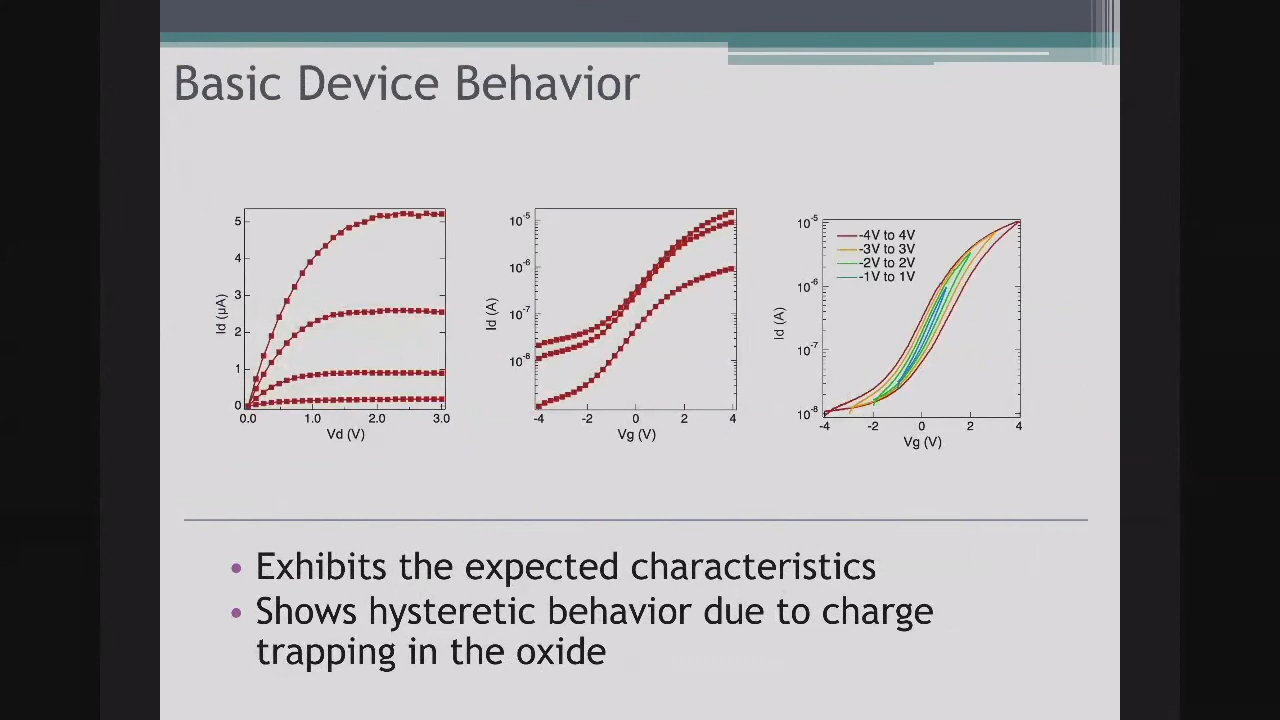 Basic Device Behavior
5
4
3
2
1
0
Id (μA)
0.0
1.0
2.0
3.0
Vd (V)
10-5
10-6
10-7
10-8
Id (A)
-4
-2
0
2
4
Vg (V)
10-5
10-6
10-7
10-8
Id (A)
-4V to 4V
-3V to 3V
-2V to 2V
-1V to 1V
-4
-2
0
2
4
Vg (V)
• Exhibits the expected characteristics
• Shows hysteretic behavior due to charge
trapping in the oxide